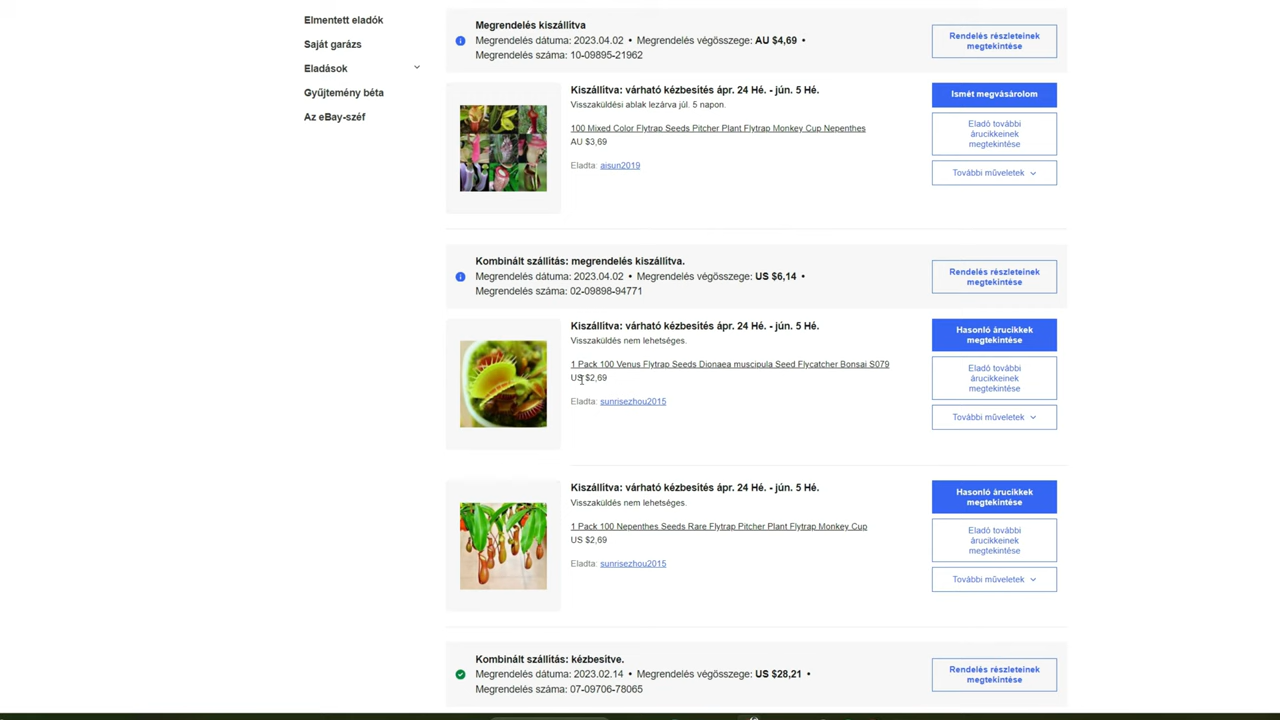 Elmentett eladók
Saját garázs
Eladások
Gyűjtemény béta
Az eBay-széf
Megrendelés kiszállítva
Megrendelés dátuma: 2023.04.02 • Megrendelés végösszege: AU $4,69 •
Megrendelés száma: 10-09895-21962
Rendelés részleteinek
megtekintése
Kiszállítva: várható kézbesítés ápr. 24 Hé. - jún. 5 Hé.
Visszaküldési ablak lezárva júl. 5 napon.
100 Mixed Color Flytrap Seeds Pitcher Plant Flytrap Monkey Cup Nepenthes
AU $3,69
Eladta: aisun2019
Ismét megvásárolom
Eladó további
árucikkeinek
megtekintése
További műveletek
Kombinált szállítás: megrendelés kiszállítva.
Megrendelés dátuma: 2023.04.02 • Megrendelés végösszege: US $6,14 •
Megrendelés száma: 02-09898-94771
Rendelés részleteinek
megtekintése
Kiszállítva: várható kézbesítés ápr. 24 Hé. - jún. 5 Hé.
Visszaküldés nem lehetséges.
1 Pack 100 Venus Flytrap Seeds Dionaea muscipula Seed Flycatcher Bonsai S079
US $2,69
Eladta: sunrisezhou2015
Hasonló árucikkek
megtekintése
Eladó további
árucikkeinek
megtekintése
További műveletek
Kiszállítva: várható kézbesítés ápr. 24 Hé. - jún. 5 Hé.
Visszaküldés nem lehetséges.
1 Pack 100 Nepenthes Seeds Rare Flytrap Pitcher Plant Flytrap Monkey Cup
US $2,69
Eladta: sunrisezhou2015
Hasonló árucikkek
megtekintése
Eladó további
árucikkeinek
megtekintése
További műveletek
Kombinált szállítás: kézbesítve.
Megrendelés dátuma: 2023.02.14 • Megrendelés végösszege: US $28,21 •
Megrendelés száma: 07-09706-78065
Rendelés részleteinek
megtekintése